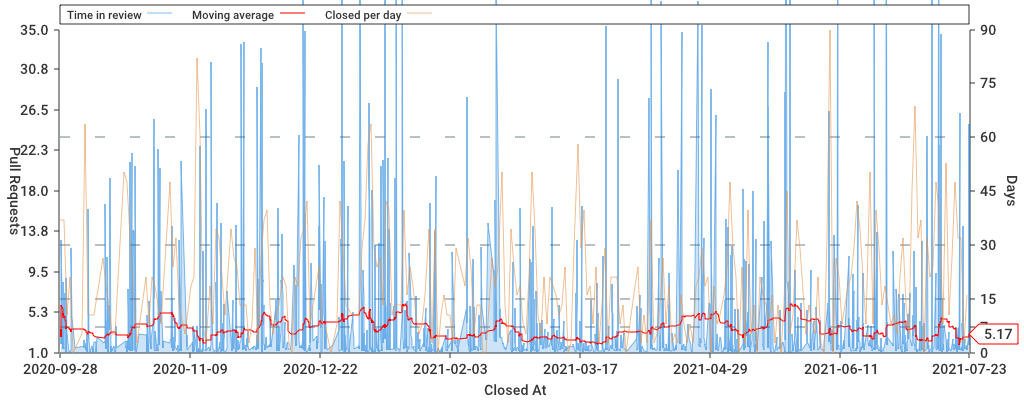 Time in review Moving average Closed per day
35.0 90
30.8 75
26.5 60
22.3 45
18.0 30
13.8 15
9.5 0
5.3
1.0
Pull Requests
Days
5.17
2020-09-28 2020-11-09 2020-12-22 2021-02-03 2021-03-17 2021-04-29 2021-06-11 2021-07-23
Closed At